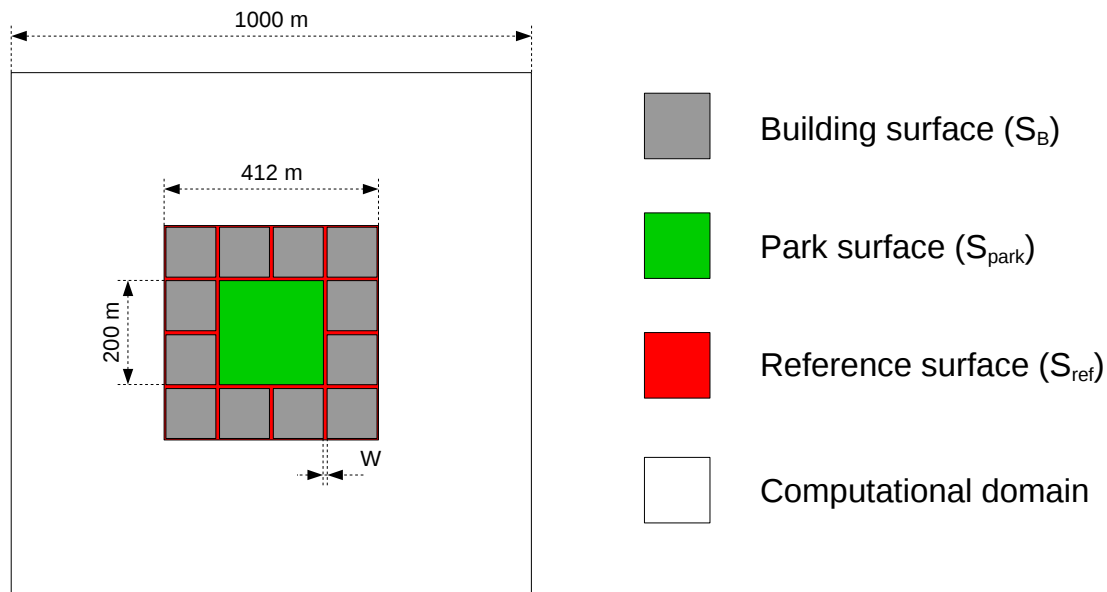 1000 m
412 m
200 m
W
Building surface (S_B)
Park surface (S_park)
Reference surface (S_ref)
Computational domain